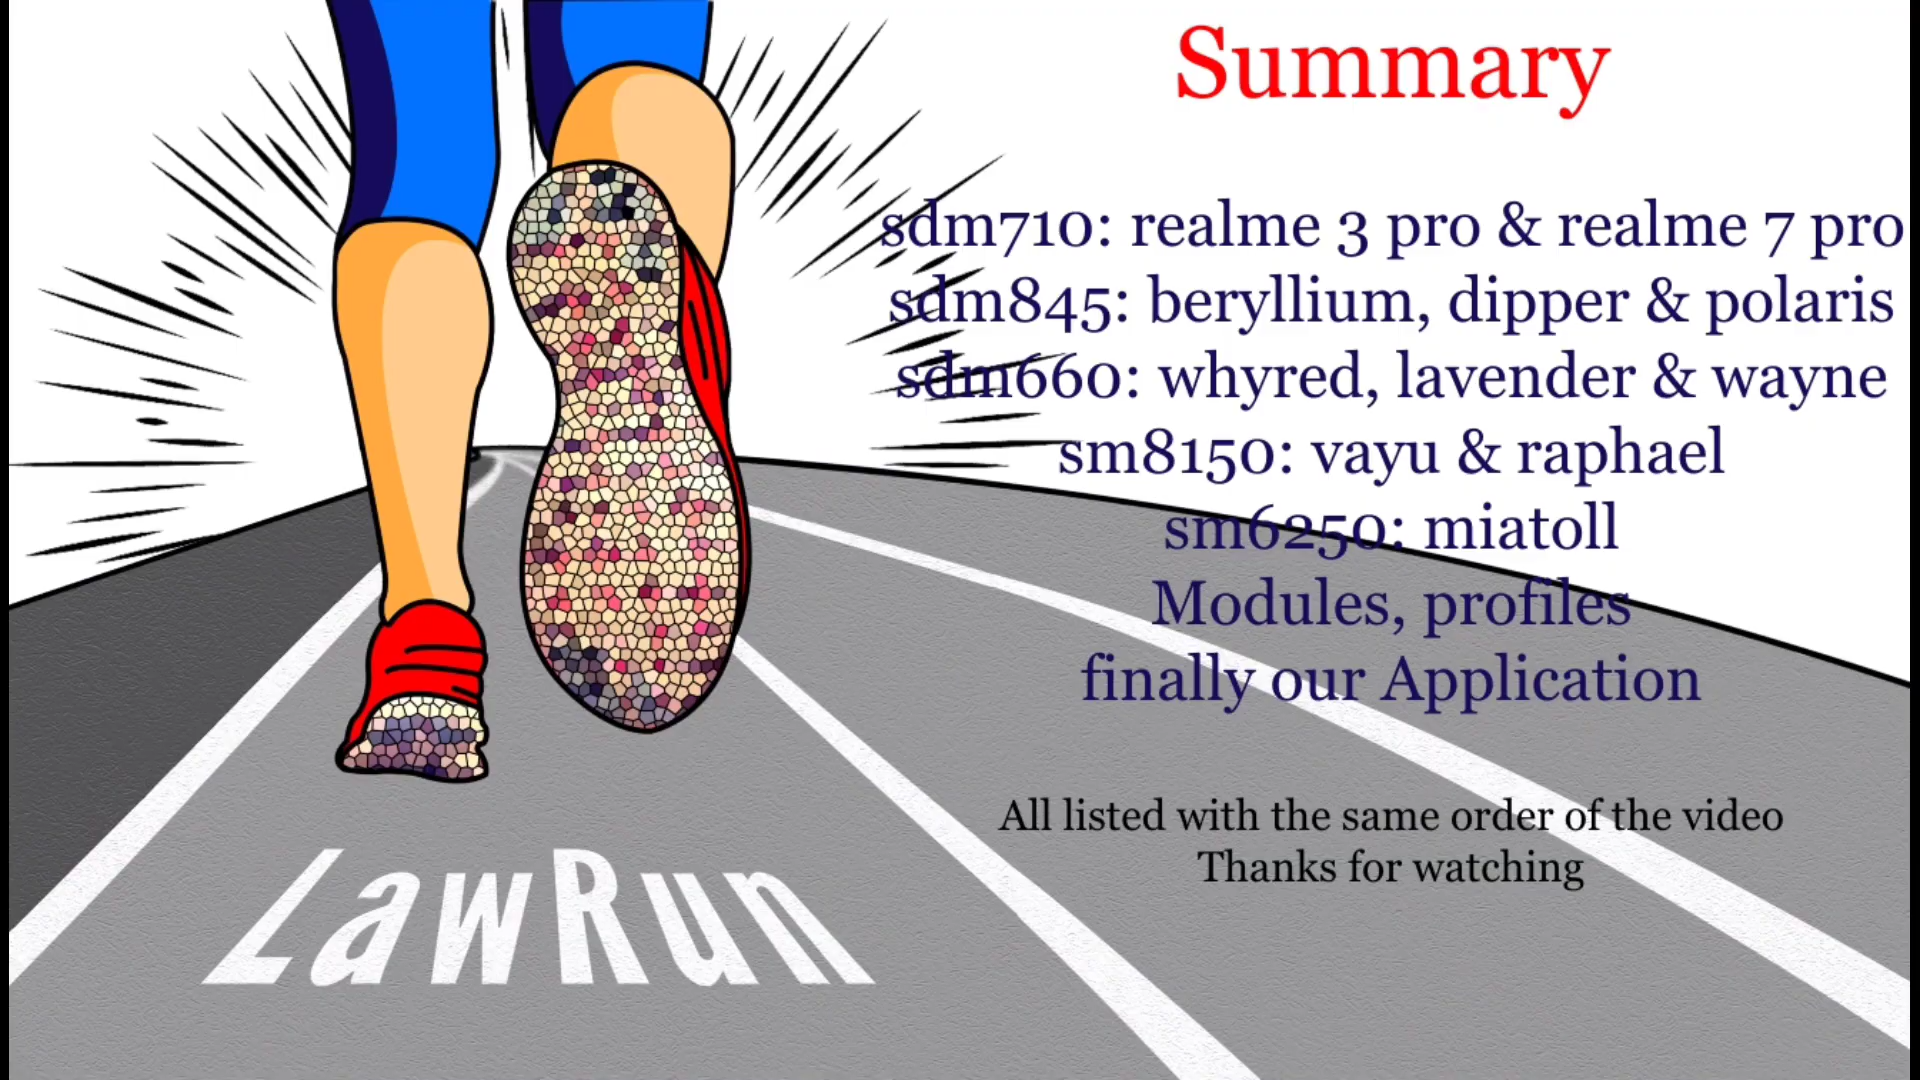 Summary
sdm710: realme 3 pro & realme 7 pro
sdm845: beryllium, dipper & polaris
sdm660: whyred, lavender & wayne
sm8150: vayu & raphael
sm6250: miatoll
Modules, profiles
finally our Application
All listed with the same order of the video
Thanks for watching
LawRun